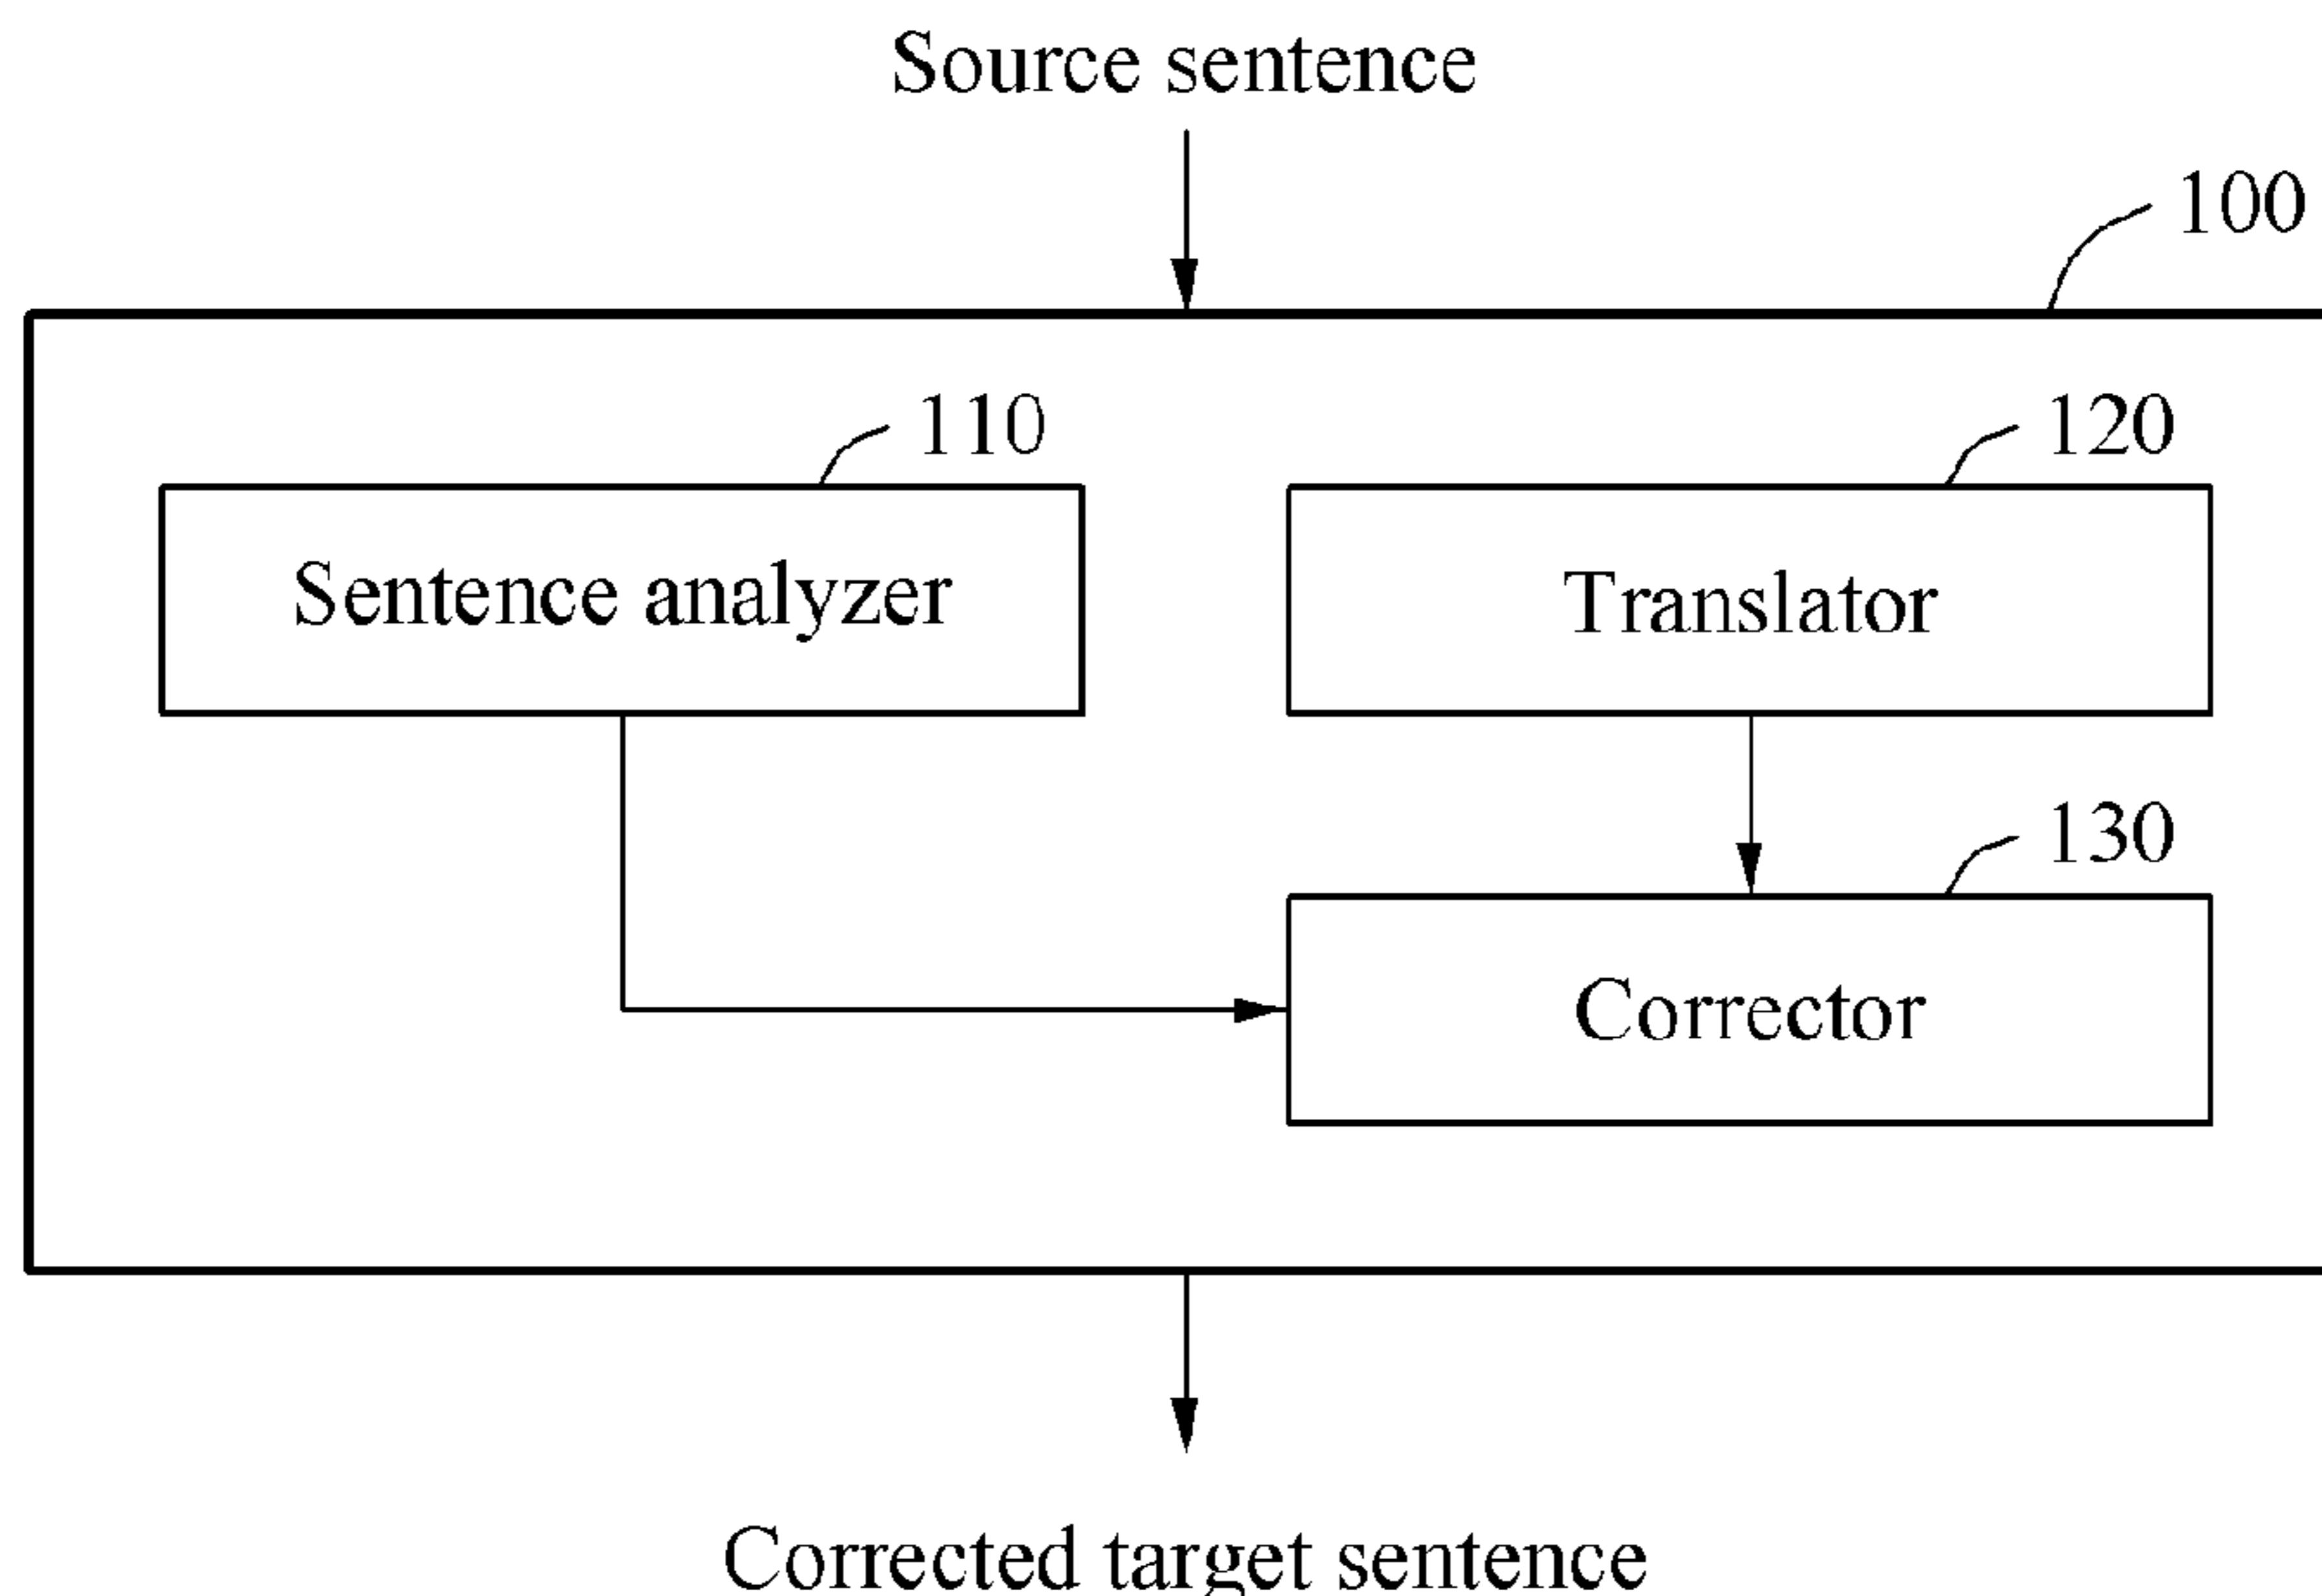 Source sentence
100
110
120
Sentence analyzer
Translator
130
Corrector
Corrected target sentence